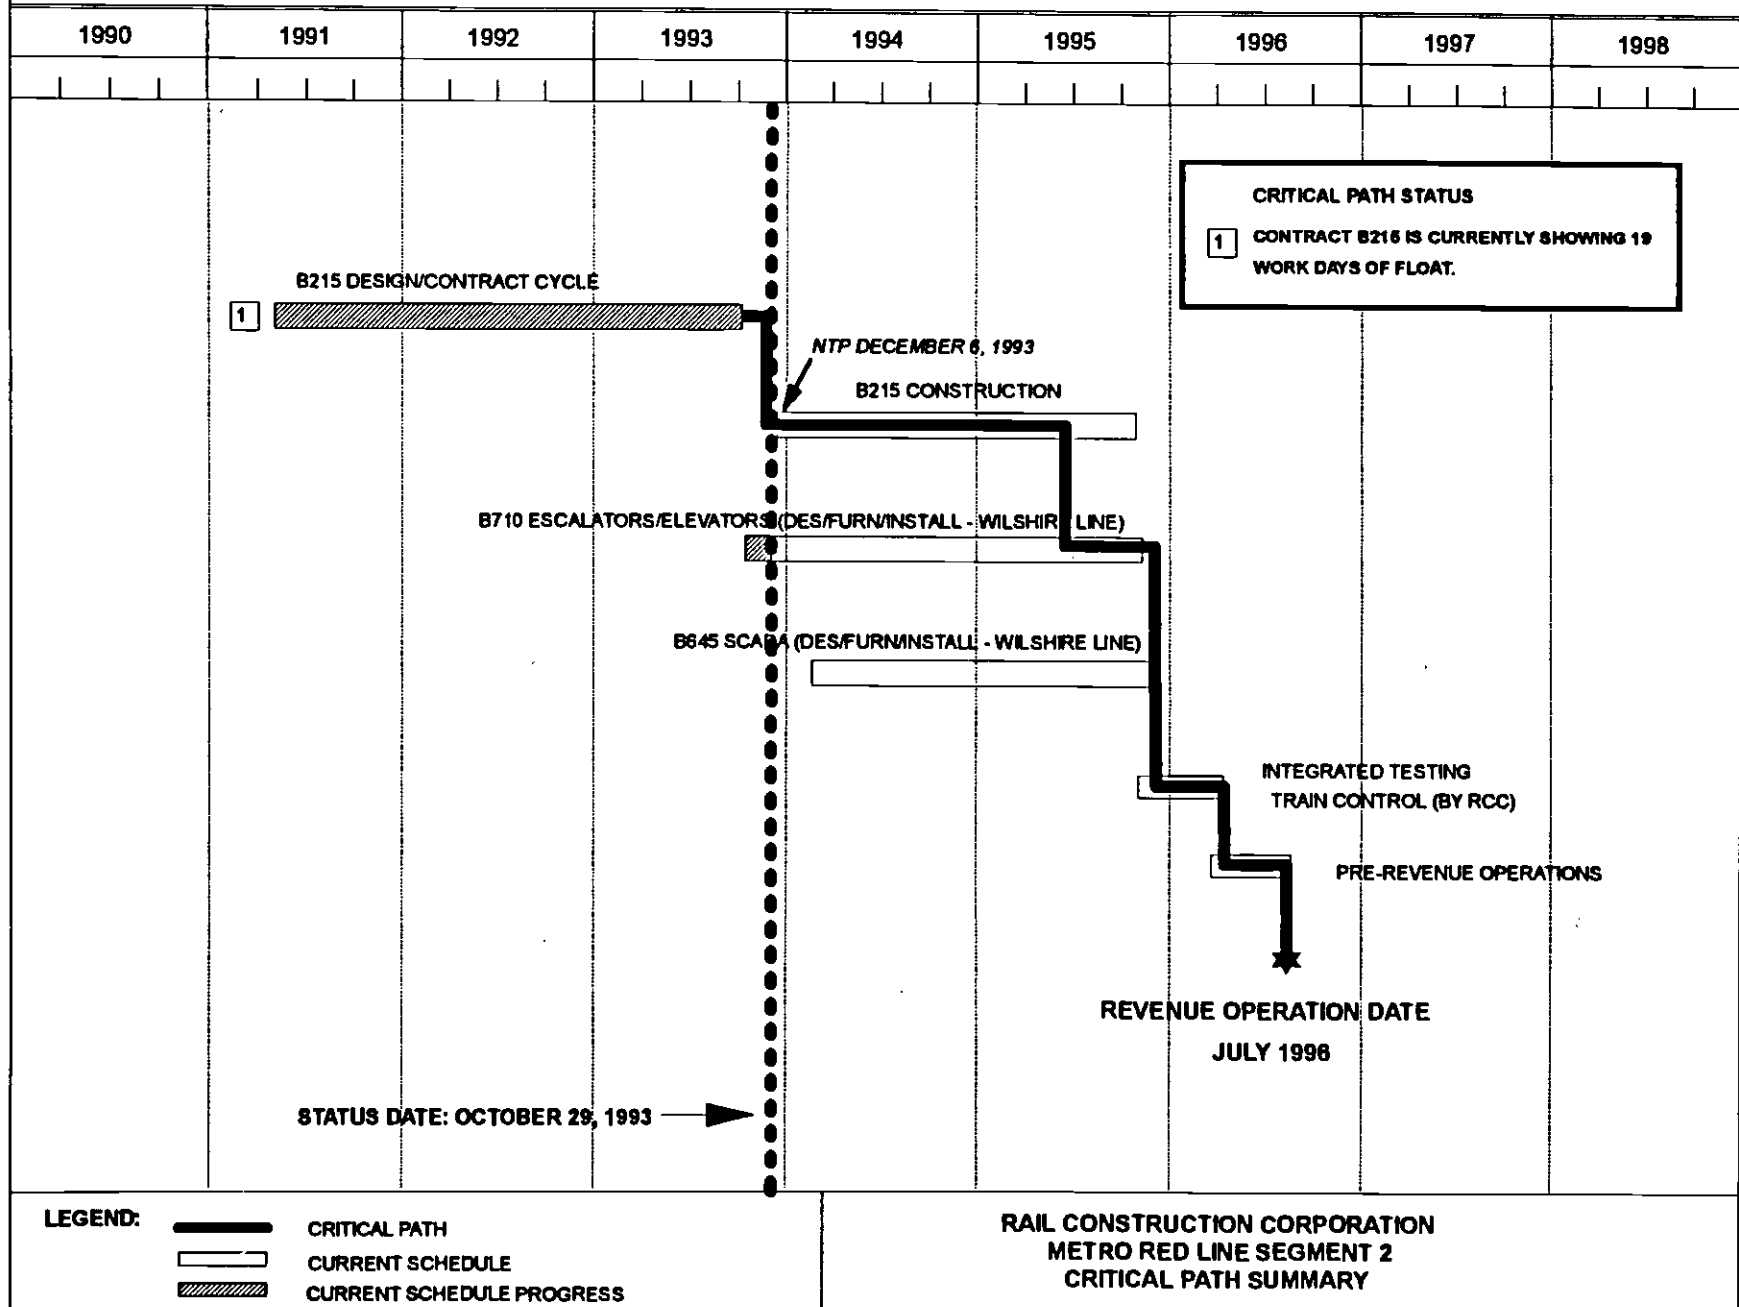 1990 1991 1992 1993 1994 1995 1996 1997 1998
CRITICAL PATH STATUS
1 CONTRACT B215 IS CURRENTLY SHOWING 19
WORK DAYS OF FLOAT.
B215 DESIGN/CONTRACT CYCLE
1
NTP DECEMBER 6, 1993
B215 CONSTRUCTION
B710 ESCALATORS/ELEVATORS (DES/FURN/INSTALL - WILSHIRE LINE)
B645 SCADA (DES/FURN/INSTALL - WILSHIRE LINE)
INTEGRATED TESTING
TRAIN CONTROL (BY RCC)
PRE-REVENUE OPERATIONS
REVENUE OPERATION DATE
JULY 1996
STATUS DATE: OCTOBER 29, 1993
LEGEND:
CRITICAL PATH
CURRENT SCHEDULE
CURRENT SCHEDULE PROGRESS
RAIL CONSTRUCTION CORPORATION
METRO RED LINE SEGMENT 2
CRITICAL PATH SUMMARY